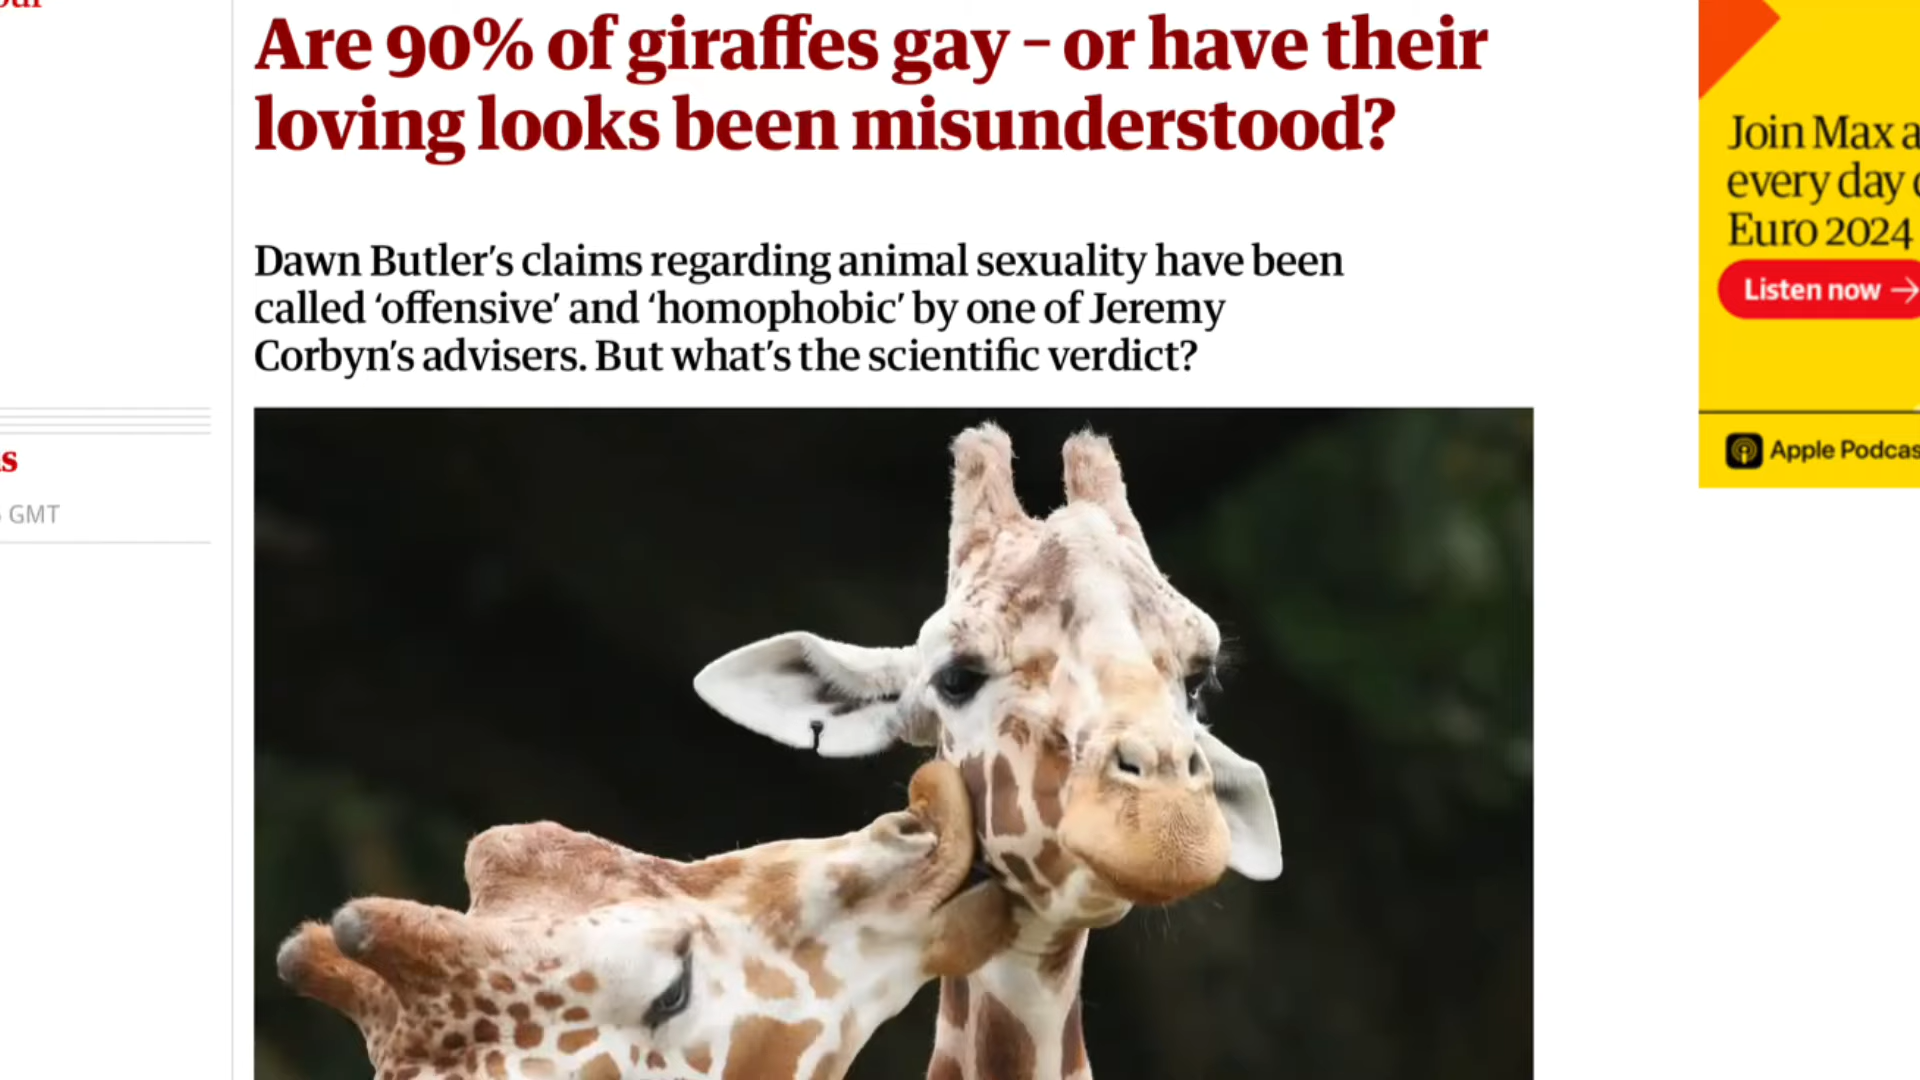 Are 90% of giraffes gay – or have their
loving looks been misunderstood?
Dawn Butler’s claims regarding animal sexuality have been
called ‘offensive’ and ‘homophobic’ by one of Jeremy
Corbyn’s advisers. But what’s the scientific verdict?
GMT
Join Max
every day
Euro 2024
Listen now →
Apple